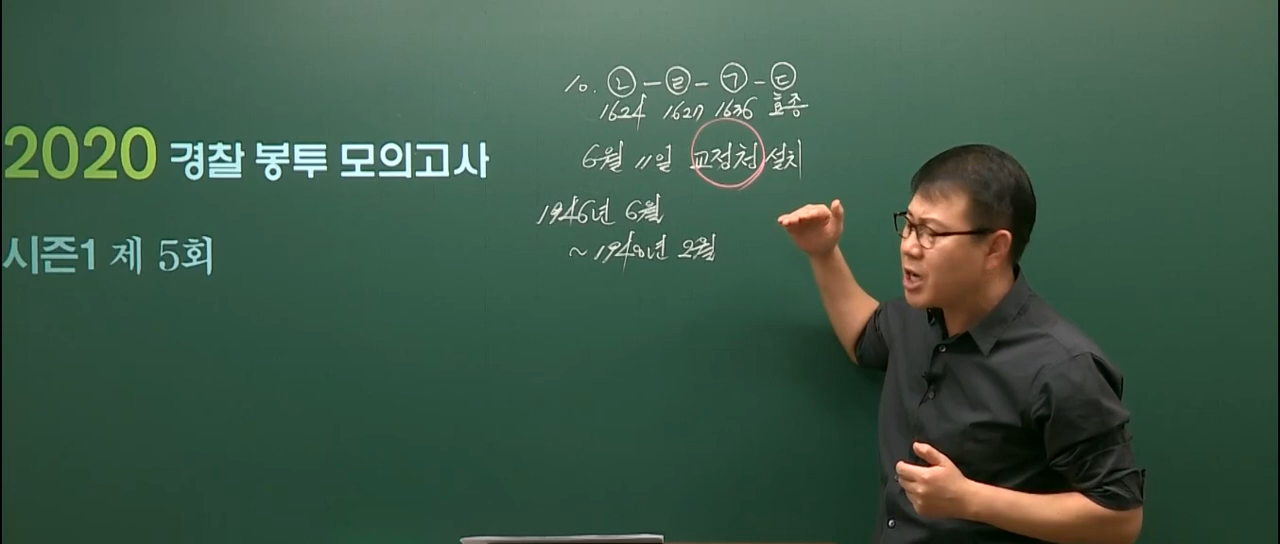 2020 경찰 봉투 모의고사
시즌1 제 5회
10. ㉡-㉣-㉠-㉢
1624 1627 1636 효종
6월 11일 교정청 설치
1946년 6월
~1948년 2월